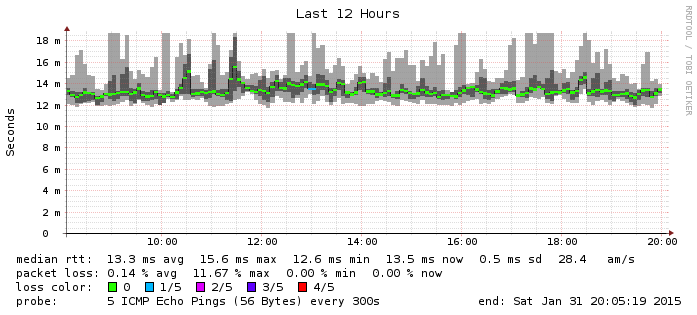 Last 12 Hours
RRDTOOL / TOBI OETIKER
Seconds
18 m
16 m
14 m
12 m
10 m
8 m
6 m
4 m
2 m
0
10:00 12:00 14:00 16:00 18:00 20:00
median rtt: 13.3 ms avg 15.6 ms max 12.6 ms min 13.5 ms now 0.5 ms sd 28.4 am/s
packet loss: 0.14 % avg 11.67 % max 0.00 % min 0.00 % now
loss color: 0 1/5 2/5 3/5 4/5
probe: 5 ICMP Echo Pings (56 Bytes) every 300s end: Sat Jan 31 20:05:19 2015